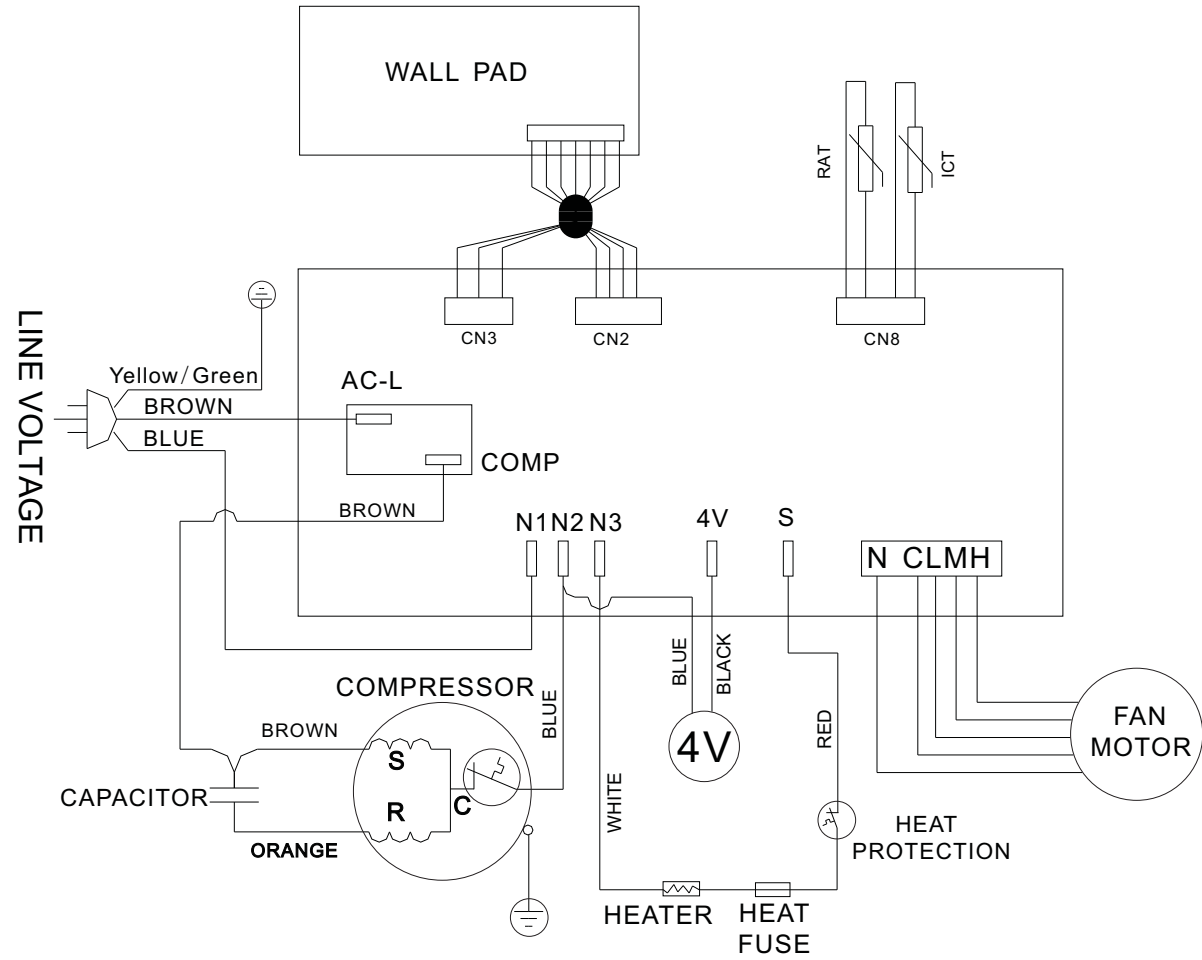 WALL PAD
RAT
ICT
CN3
CN2
CN8
LINE VOLTAGE
Yellow/Green
BROWN
BLUE
AC-L
COMP
BROWN
N1 N2 N3
4V
S
N CLMH
BLUE
BLACK
COMPRESSOR
BLUE
RED
BROWN
S
R
C
4V
FAN
MOTOR
CAPACITOR
ORANGE
WHITE
HEAT
PROTECTION
HEATER
HEAT
FUSE